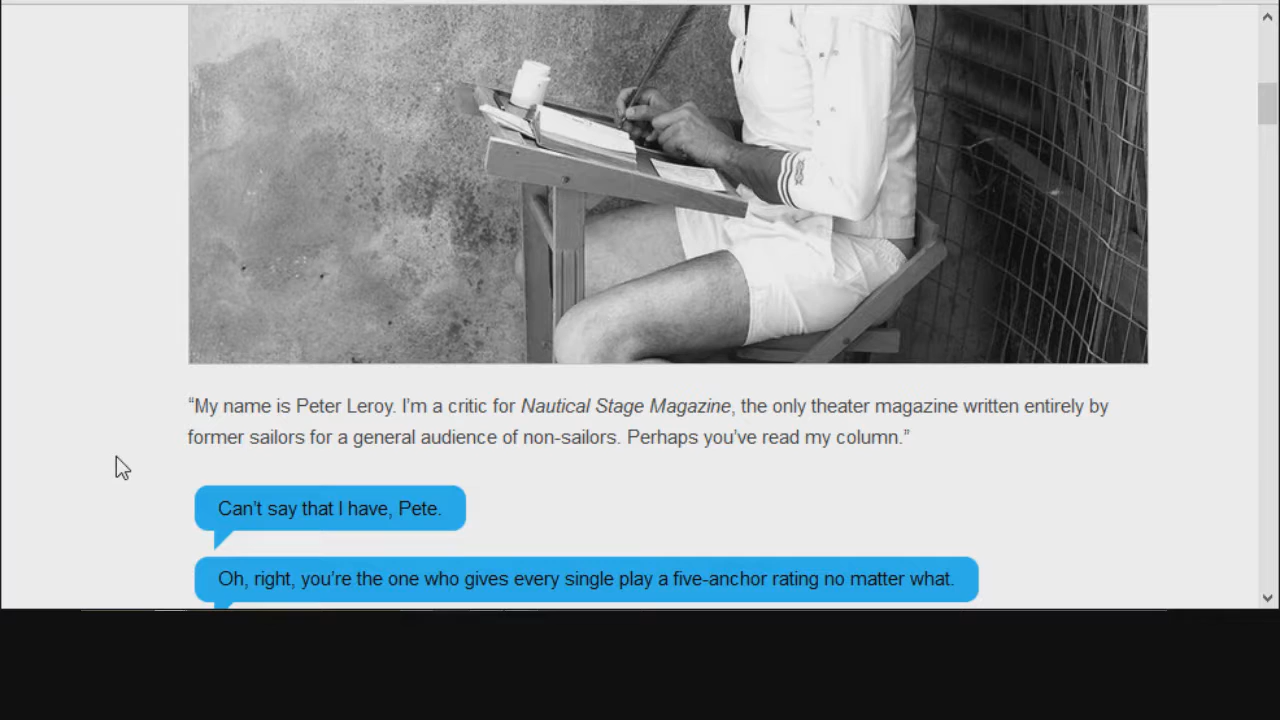 “My name is Peter Leroy. I’m a critic for Nautical Stage Magazine, the only theater magazine written entirely by
former sailors for a general audience of non-sailors. Perhaps you’ve read my column.”
Can’t say that I have, Pete.
Oh, right, you’re the one who gives every single play a five-anchor rating no matter what.